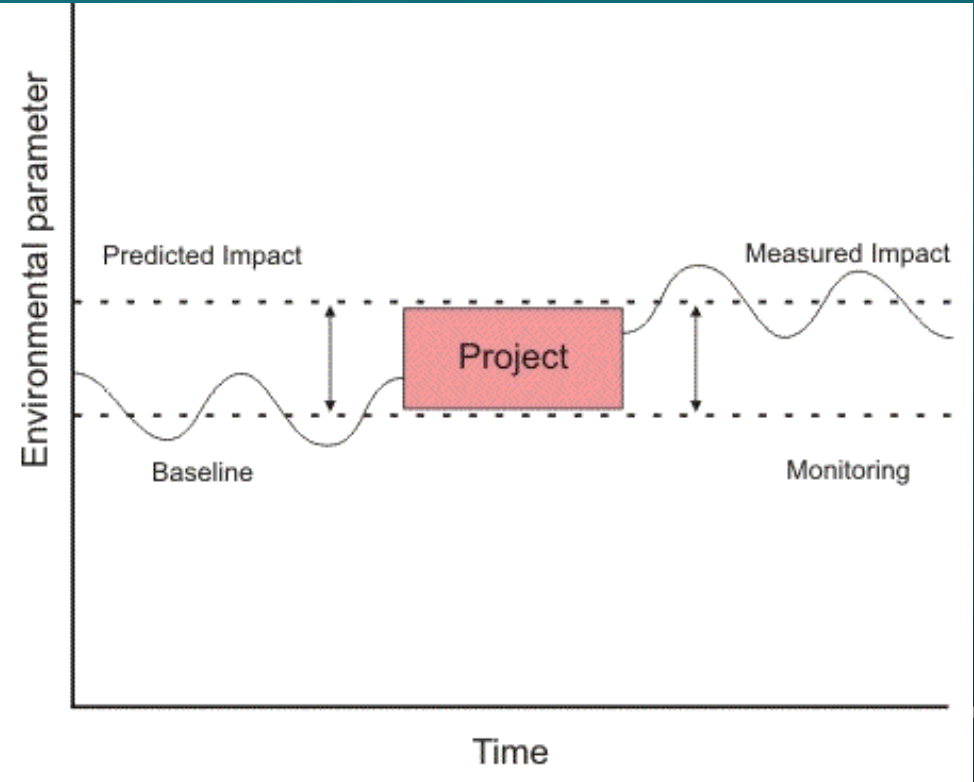 Environmental parameter
Predicted Impact
Measured Impact
Project
Baseline
Monitoring
Time